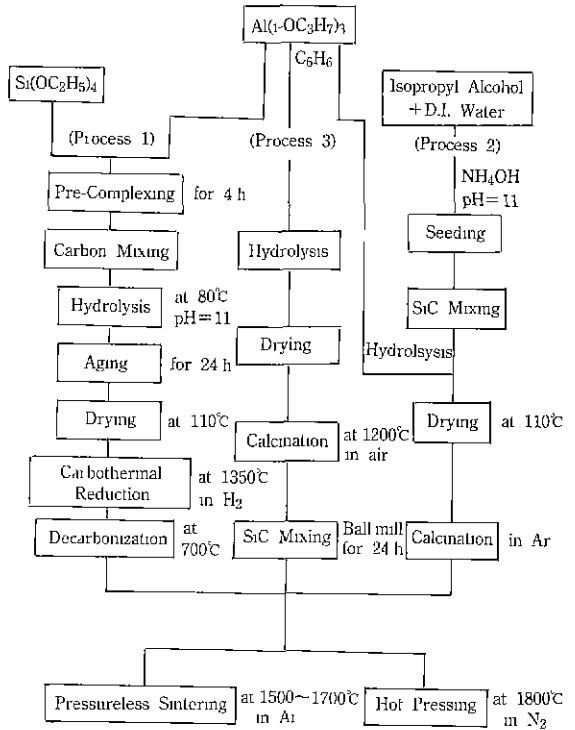 Al(1-OC3H7)3
C6H6
Si(OC2H5)4
Isopropyl Alcohol
+D.I. Water
(Process 1)
(Process 3)
(Process 2)
NH4OH
pH=11
Pre-Complexing
for 4 h
Seeding
Carbon Mixing
Hydrolysis
SiC Mixing
Hydrolysis
at 80℃
pH=11
Hydrolsysis
Drying
Aging
for 24 h
Drying
at 110℃
Drying
at 110℃
Calcination
at 1200℃
in air
Carbothermal
Reduction
at 1350℃
in H2
Decarbonization
at
700℃
SiC Mixing
Ball mill
for 24 h
Calcination
in Ar
Pressureless Sintering
at 1500~1700℃
in Ar
Hot Pressing
at 1800℃
in N2